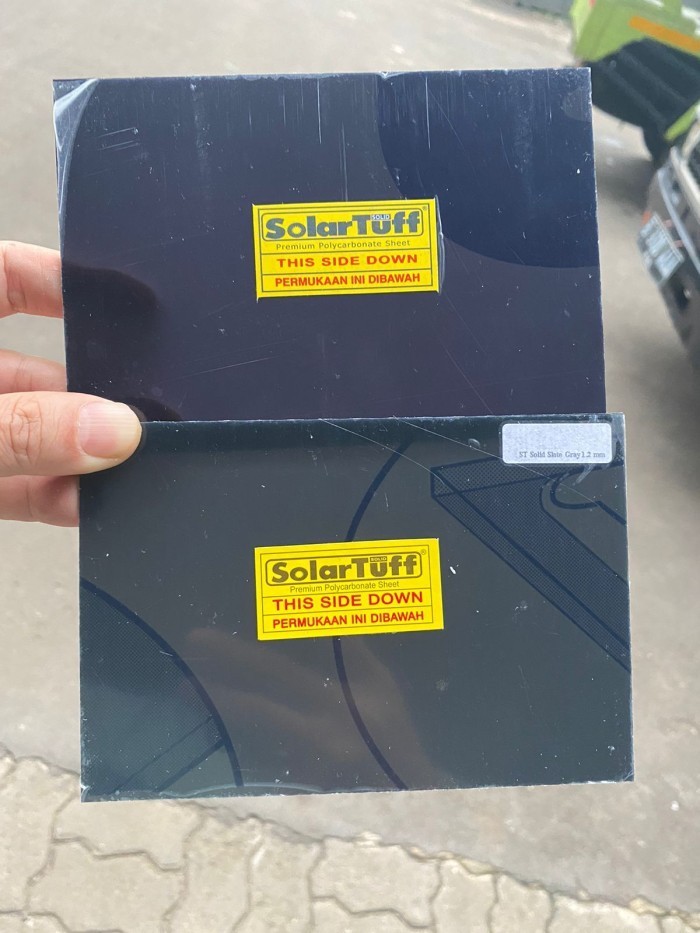 SolarTuff®
SOLID
Premium Polycarbonate Sheet
THIS SIDE DOWN
PERMUKAAN INI DIBAWAH
ST Solid Slate Gray 1.2 mm
SolarTuff®
SOLID
Premium Polycarbonate Sheet
THIS SIDE DOWN
PERMUKAAN INI DIBAWAH